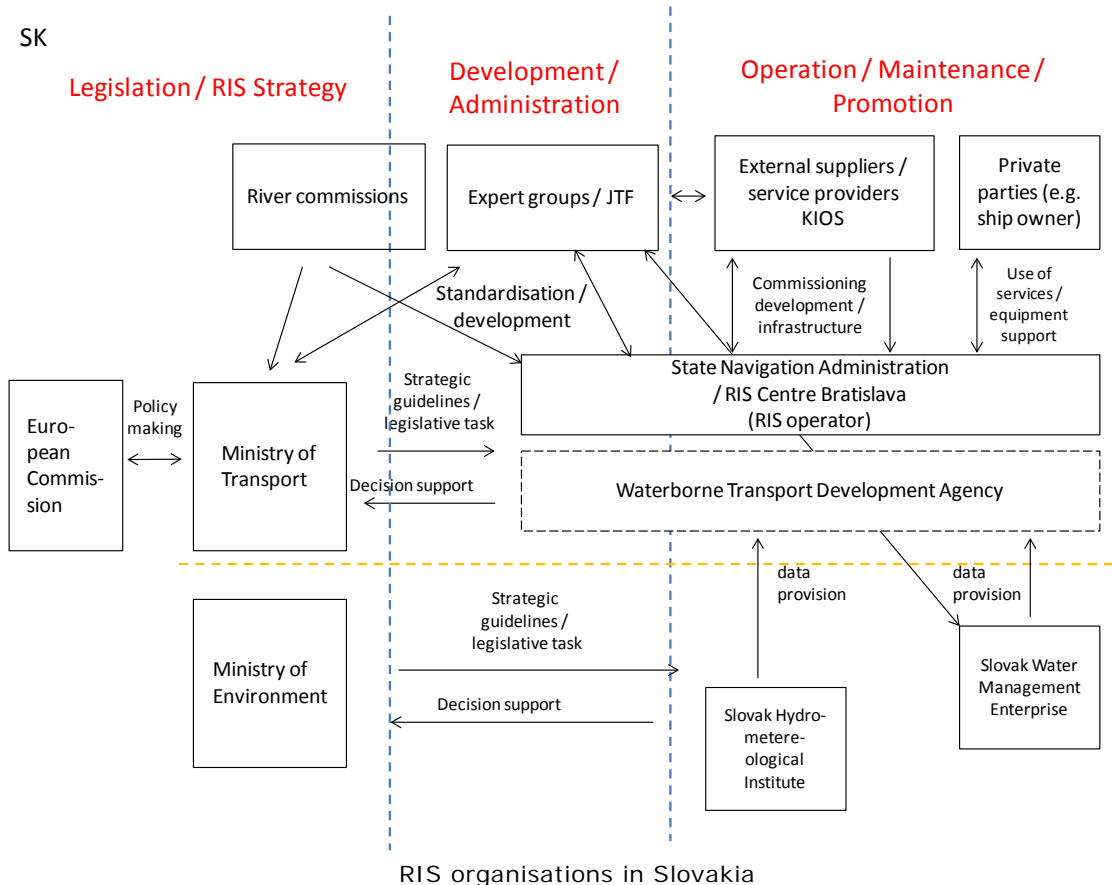 SK
Legislation / RIS Strategy
Development /
Administration
Operation / Maintenance /
Promotion
River commissions
Expert groups / JTF
External suppliers /
service providers
KIOS
Private
parties (e.g.
ship owner)
Standardisation /
development
Commissioning
development /
infrastructure
Use of
services /
equipment
support
Euro-
pean
Commis-
sion
Policy
making
Ministry of
Transport
Strategic
guidelines /
legislative task
Decision support
State Navigation Administration
/ RIS Centre Bratislava
(RIS operator)
Waterborne Transport Development Agency
data
provision
data
provision
Ministry of
Environment
Strategic
guidelines /
legislative task
Decision support
Slovak Hydro-
metere-
ological
Institute
Slovak Water
Management
Enterprise
RIS organisations in Slovakia